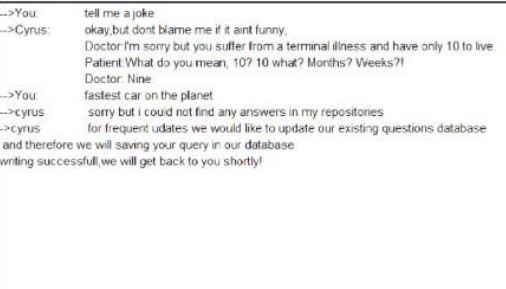 -->You:	tell me a joke
->Cyrus:	okay,but dont blame me if it aint funny,
Doctor:I'm sorry but you suffer from a terminal illness and have only 10 to live.
Patient:What do you mean, 10? 10 what? Months? Weeks?!
Doctor: Nine.
-->You:	fastest car on the planet
-->cyrus	sorry but i could not find any answers in my repositories
->cyrus	for frequent udates we would like to update our existing questions database
and therefore we will saving your query in our database
writing successfull,we will get back to you shortly!